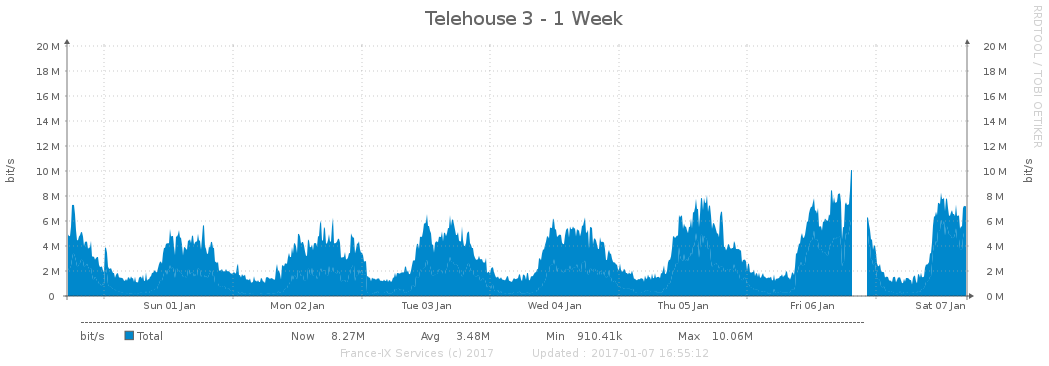 Telehouse 3 - 1 Week
RRDTOOL / TOBI OETIKER
20 M 20 M
18 M 18 M
16 M 16 M
14 M 14 M
12 M 12 M
10 M 10 M
8 M 8 M
6 M 6 M
4 M 4 M
2 M 2 M
0 0 M
bit/s bit/s
Sun 01 Jan Mon 02 Jan Tue 03 Jan Wed 04 Jan Thu 05 Jan Fri 06 Jan Sat 07 Jan
bit/s Total Now 8.27M Avg 3.48M Min 910.41k Max 10.06M
France-IX Services (c) 2017 Updated : 2017-01-07 16:55:12